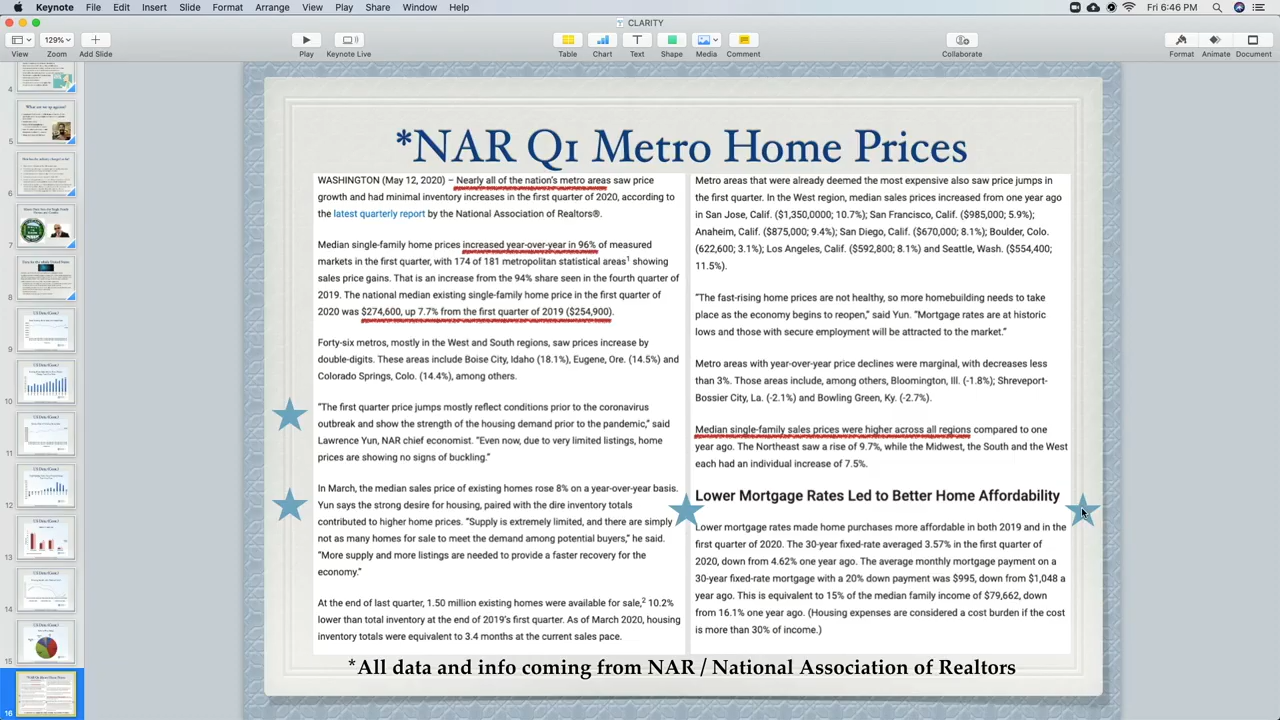 Keynote File Edit Insert Slide Format Arrange View Play Share Window Help Fri 6:46 PM
CLARITY
129%
View Zoom Add Slide Play Keynote Live Table Chart Text Shape Media Comment Collaborate Format Animate Document
*NARQ1 Metro Home Prices
WASHINGTON (May 12, 2020) – Nearly all of the nation's metro areas saw price
growth and had minimal inventory increases in the first quarter of 2020, according to
the latest quarterly report by the National Association of Realtors®.
Median single-family home prices increased year-over-year in 96% of measured
markets in the first quarter, with 174 of 181 metropolitan statistical areas1 showing
sales price gains. That is an increase from the 94% share seen in the fourth quarter of
2019. The national median existing single-family home price in the first quarter of
2020 was $274,600, up 7.7% from the first quarter of 2019 ($254,900).
Forty-six metros, mostly in the West and South regions, saw prices increase by
double-digits. These areas include Boise City, Idaho (18.1%), Eugene, Ore. (14.5%) and
Colorado Springs, Colo. (14.4%), among others.
"The first quarter price jumps mostly reflect conditions prior to the coronavirus
outbreak and show the strength of the housing market prior to the pandemic," said
Lawrence Yun, NAR chief economist. "Even now, due to very limited listings, home
prices are showing no signs of buckling."
In March, the median sales price of existing homes rose 8% on a year-over-year basis.
Yun says the strong desire for housing, paired with the dire inventory totals
contributed to higher home prices. "Supply was extremely limited, and there are simply
not as many homes for sale to meet the demand among potential buyers," he said.
"More supply and more listings are needed to provide a faster recovery for the
economy."
At the end of last quarter, 1.50 million existing homes were available for sale,2 10.2%
lower than total inventory at the end of 2019's first quarter. As of March 2020, housing
inventory totals were equivalent to 3.4 months at the current sales pace.
Metro areas that were already among the most expensive also saw price jumps in
the first quarter. In the West region, median sales prices increased from one year ago
in San Jose, Calif. ($1,350,000; 10.7%); San Francisco, Calif. ($985,000; 5.9%);
Anaheim, Calif. ($875,000; 9.4%); San Diego, Calif. ($670,000; 8.1%); Boulder, Colo.
(622,600; 3.1%); Los Angeles, Calif. ($592,600; 8.1%) and Seattle, Wash. ($554,400;
11.5%).
"The fast-rising home prices are not healthy, so more homebuilding needs to take
place as the economy begins to reopen," said Yun. "Mortgage rates are at historic
lows and those with secure employment will be attracted to the market."
Metro areas with year-over-year price declines were marginal, with decreases less
than 3%. Those areas include, among others, Bloomington, Ill. (-1.8%); Shreveport-
Bossier City, La. (-2.1%) and Bowling Green, Ky. (-2.7%).
Median single-family sales prices were higher across all regions compared to one
year ago. The Northeast saw a rise of 9.7%, while the Midwest, the South and the West
each had an individual increase of 7.5%.
Lower Mortgage Rates Led to Better Home Affordability
Lower mortgage rates made home purchases more affordable in both 2019 and in the
first quarter of 2020. The 30-year fixed-rate averaged 3.57% in the first quarter of
2020, down from 4.62% one year ago. The average monthly mortgage payment on a
30-year fixed-rate mortgage with a 20% down payment was $995, down from $1,048 a
year ago. This is equivalent to 14.8% of the median family income of $79,662, down
from 16.1% one year ago. (Housing expenses are considered a cost burden if the cost
is more than 30% of income.)
*All data and info coming from NAR/ National Association of Realtors
4
5
10
12
13
14
15
16